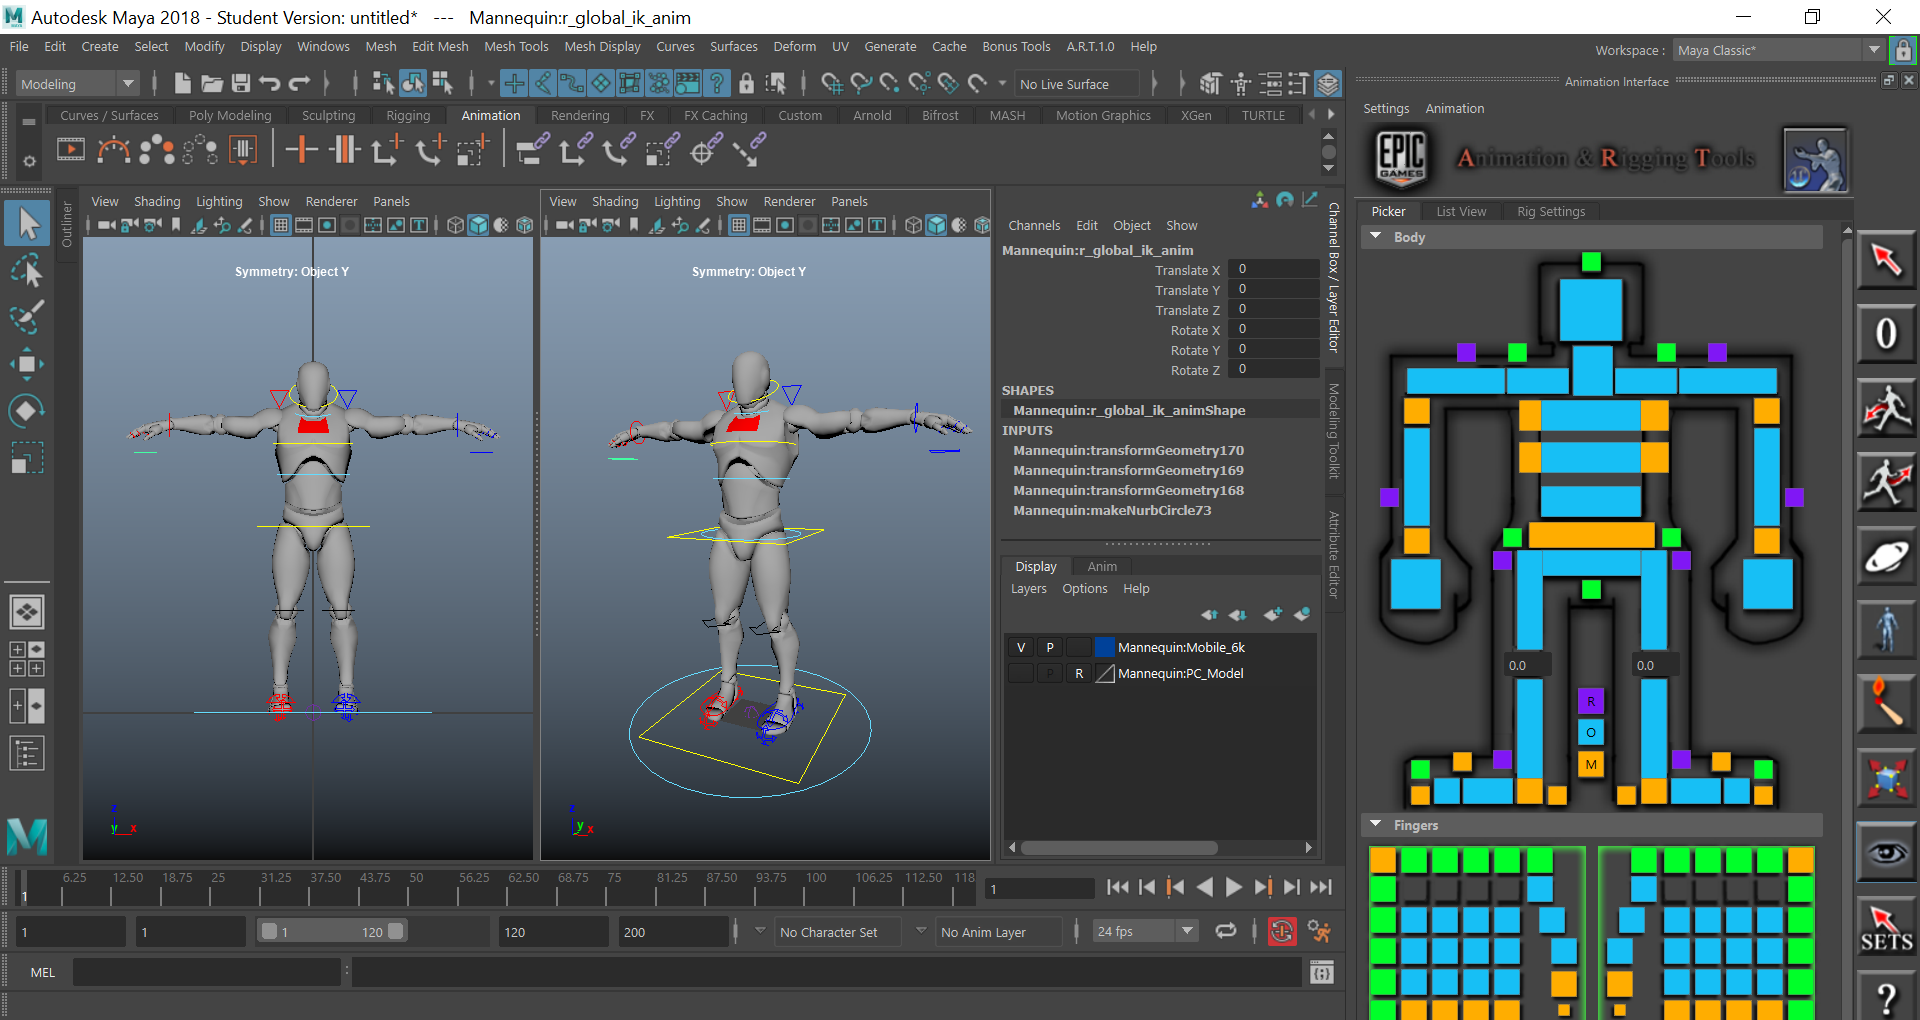 Autodesk Maya 2018 - Student Version: untitled* --- Mannequin:r_global_ik_anim
File Edit Create Select Modify Display Windows Mesh Edit Mesh Mesh Tools Mesh Display Curves Surfaces Deform UV Generate Cache Bonus Tools A.R.T.1.0 Help
Workspace : Maya Classic*
Modeling
No Live Surface
Animation Interface
Curves / Surfaces Poly Modeling Sculpting Rigging Animation Rendering FX FX Caching Custom Arnold Bifrost MASH Motion Graphics XGen TURTLE
Settings Animation
EPIC GAMES
Animation & Rigging Tools
Outliner
View Shading Lighting Show Renderer Panels
View Shading Lighting Show Renderer Panels
Symmetry: Object Y
Symmetry: Object Y
z
y x
z
y x
Channels Edit Object Show
Mannequin:r_global_ik_anim
Translate X 0
Translate Y 0
Translate Z 0
Rotate X 0
Rotate Y 0
Rotate Z 0
SHAPES
Mannequin:r_global_ik_animShape
INPUTS
Mannequin:transformGeometry170
Mannequin:transformGeometry169
Mannequin:transformGeometry168
Mannequin:makeNurbCircle73
Display Anim
Layers Options Help
V P Mannequin:Mobile_6k
P R Mannequin:PC_Model
Channel Box / Layer Editor
Modeling Toolkit
Attribute Editor
Picker List View Rig Settings
Body
0.0 0.0
R
O
M
Fingers
0
SETS
?
1
6.25 12.50 18.75 25 31.25 37.50 43.75 50 56.25 62.50 68.75 75 81.25 87.50 93.75 100 106.25 112.50 118
1
1 1 1 120 120 200 No Character Set No Anim Layer 24 fps
MEL